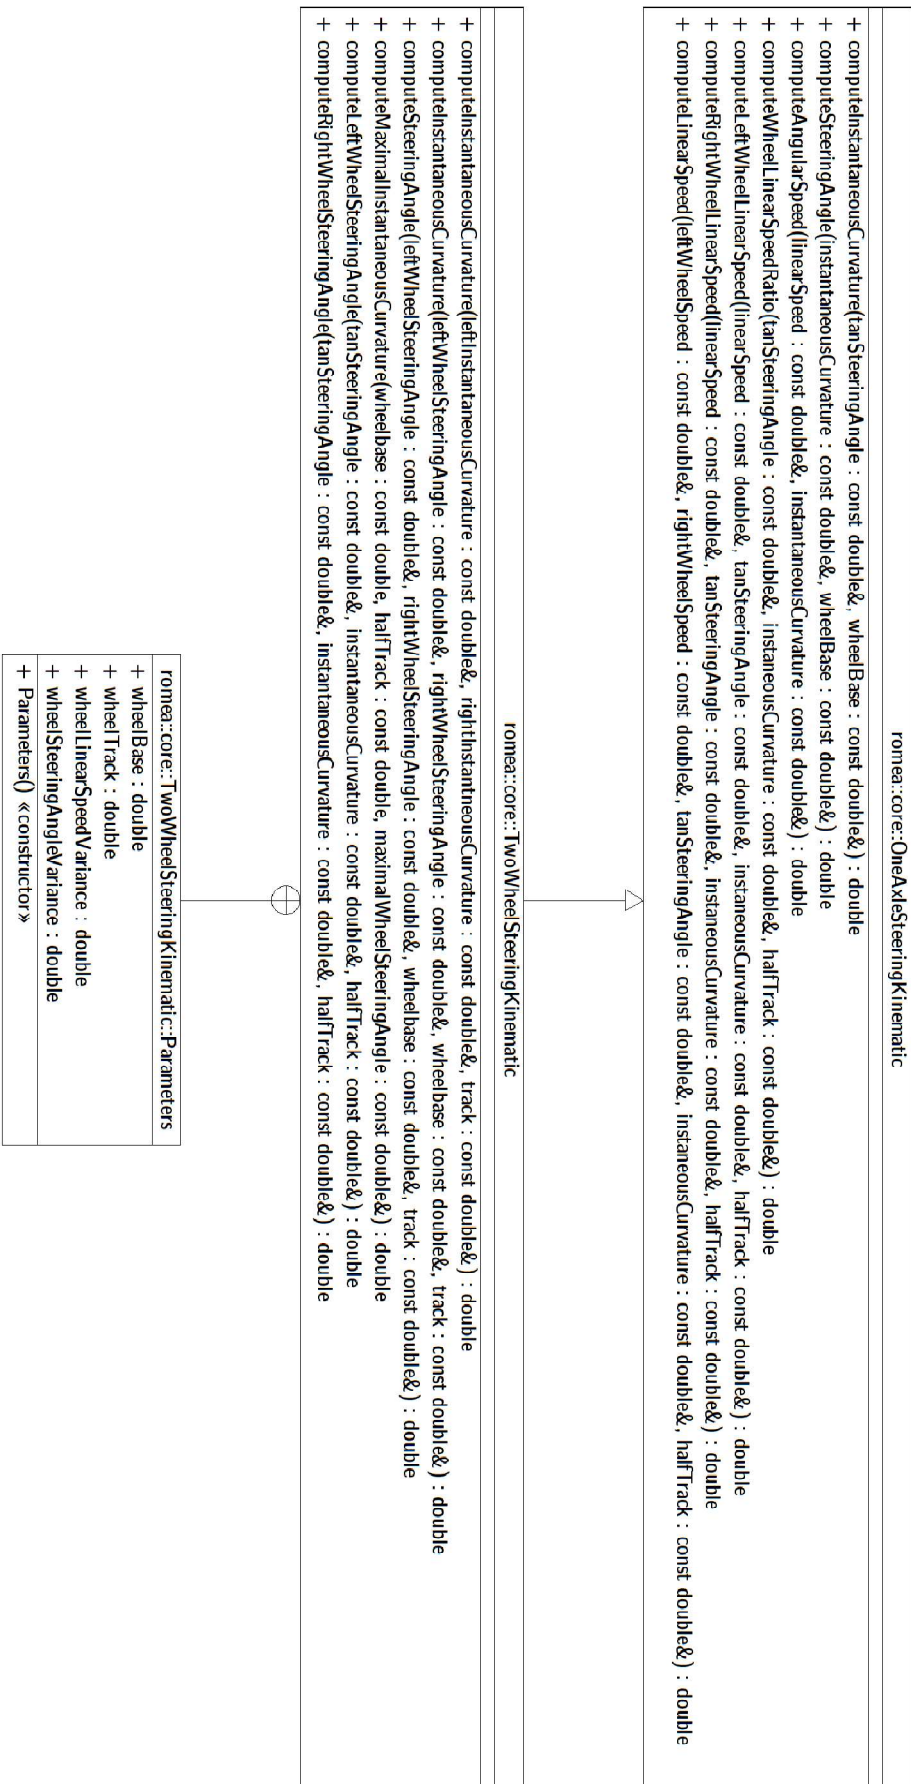 romea::core::OneAxleSteeringKinematic
+ computeInstantaneousCurvature(tanSteeringAngle : const double&, wheelBase : const double&) : double
+ computeSteeringAngle(instantaneousCurvature : const double&, wheelBase : const double&) : double
+ computeAngularSpeed(linearSpeed : const double&, instantaneousCurvature : const double&) : double
+ computeWheelLinearSpeedRatio(tanSteeringAngle : const double&, instaneousCurvature : const double&, halfTrack : const double&) : double
+ computeLeftWheelLinearSpeed(linearSpeed : const double&, tanSteeringAngle : const double&, instaneousCurvature : const double&, halfTrack : const double&) : double
+ computeRightWheelLinearSpeed(linearSpeed : const double&, tanSteeringAngle : const double&, instaneousCurvature : const double&, halfTrack : const double&) : double
+ computeLinearSpeed(leftWheelSpeed : const double&, rightWheelSpeed : const double&, tanSteeringAngle : const double&, instaneousCurvature : const double&, halfTrack : const double&) : double
romea::core::TwoWheelSteeringKinematic
+ computeInstantaneousCurvature(leftInstantaneousCurvature : const double&, rightInstantneousCurvature : const double&, track : const double&) : double
+ computeInstantaneousCurvature(leftWheelSteeringAngle : const double&, rightWheelSteeringAngle : const double&, wheelbase : const double&, track : const double&) : double
+ computeSteeringAngle(leftWheelSteeringAngle : const double&, rightWheelSteeringAngle : const double&, wheelbase : const double&, track : const double&) : double
+ computeMaximalInstantaneousCurvature(wheelbase : const double, halfTrack : const double, maximalWheelSteeringAngle : const double&) : double
+ computeLeftWheelSteeringAngle(tanSteeringAngle : const double&, instantaneousCurvature : const double&, halfTrack : const double&) : double
+ computeRightWheelSteeringAngle(tanSteeringAngle : const double&, instantaneousCurvature : const double&, halfTrack : const double&) : double
romea::core::TwoWheelSteeringKinematic::Parameters
+ wheelBase : double
+ wheelTrack : double
+ wheelLinearSpeedVariance : double
+ wheelSteeringAngleVariance : double
+ Parameters() «constructor»